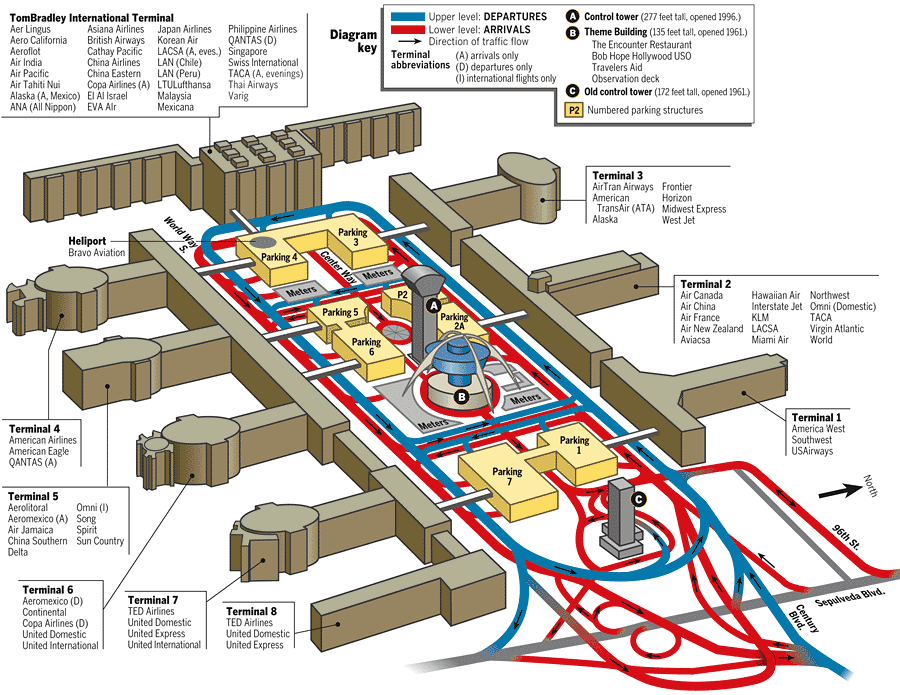 TomBradley International Terminal
Aer Lingus
Aero California
Aeroflot
Air India
Air Pacific
Air Tahiti Nui
Alaska (A, Mexico)
ANA (All Nippon)
Asiana Airlines
British Airways
Cathay Pacific
China Airlines
China Eastern
Copa Airlines (A)
El Al Israel
EVA AIr
Japan Airlines
Korean Air
LACSA (A, eves.)
LAN (Chile)
LAN (Peru)
LTULufthansa
Malaysia
Mexicana
Philippine Airlines
QANTAS (D)
Singapore
Swiss International
TACA (A, evenings)
Thai Airways
Varig
Diagram key
Upper level: DEPARTURES
Lower level: ARRIVALS
Direction of traffic flow
Terminal abbreviations
(A) arrivals only
(D) departures only
(I) international flights only
A Control tower (277 feet tall, opened 1996.)
B Theme Building (135 feet tall, opened 1961.)
The Encounter Restaurant
Bob Hope Hollywood USO
Travelers Aid
Observation deck
C Old control tower (172 feet tall, opened 1961.)
P2 Numbered parking structures
Terminal 3
AirTran Airways
American
TransAir (ATA)
Alaska
Frontier
Horizon
Midwest Express
West Jet
World Way S.
Heliport
Bravo Aviation
Parking 4
Parking 3
Center Way
Meters
Meters
P2
A
Parking 5
Parking 2A
Parking 6
B
Meters
Meters
Terminal 2
Air Canada
Air China
Air France
Air New Zealand
Aviacsa
Hawaiian Air
Interstate Jet
KLM
LACSA
Miami Air
Northwest
Omni (Domestic)
TACA
Virgin Atlantic
World
Terminal 1
America West
Southwest
USAirways
Parking 1
Parking 7
C
North
96th St.
Sepulveda Blvd.
Century Blvd.
Terminal 4
American Airlines
American Eagle
QANTAS (A)
Terminal 5
Aerolitoral
Aeromexico (A)
Air Jamaica
China Southern
Delta
Omni (I)
Song
Spirit
Sun Country
Terminal 6
Aeromexico (D)
Continental
Copa Airlines (D)
United Domestic
United International
Terminal 7
TED Airlines
United Domestic
United Express
United International
Terminal 8
TED Airlines
United Domestic
United Express